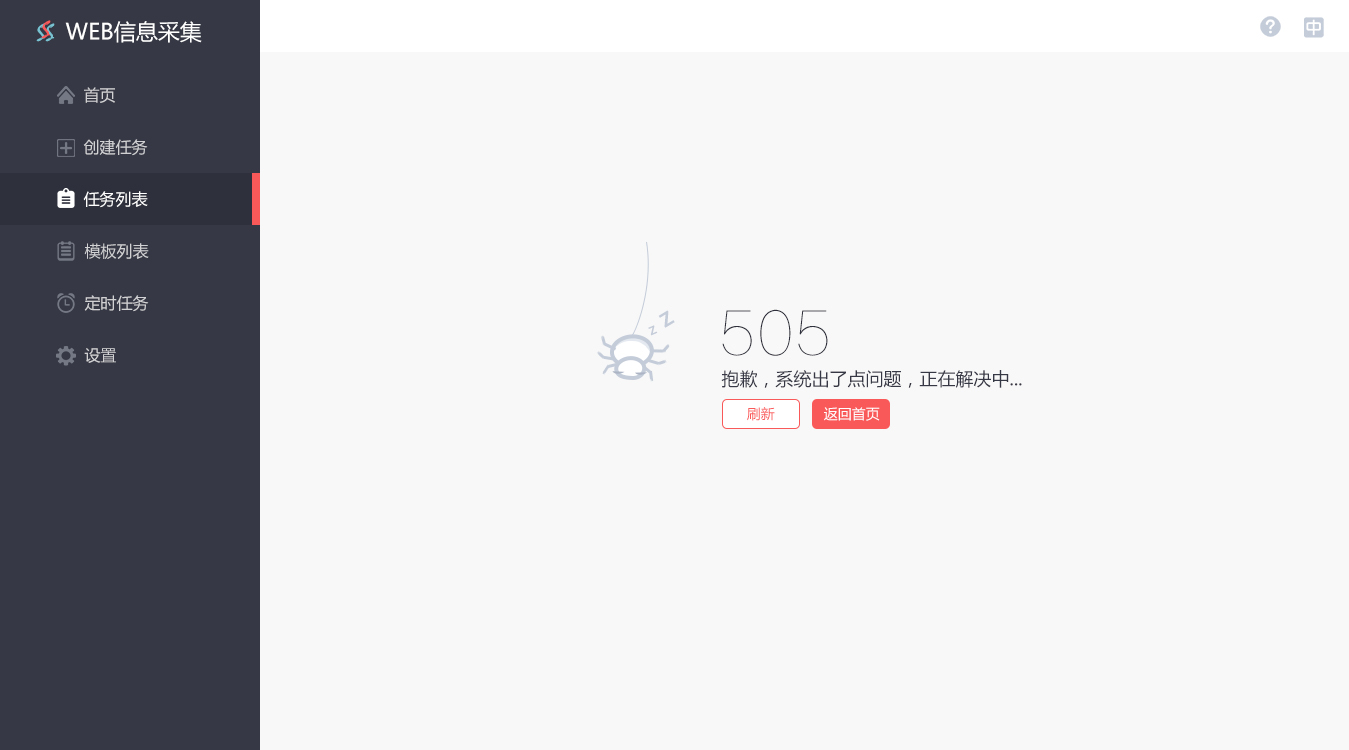 WEB信息采集
首页
创建任务
任务列表
模板列表
定时任务
设置
?
中
z z
505
抱歉，系统出了点问题，正在解决中...
刷新
返回首页